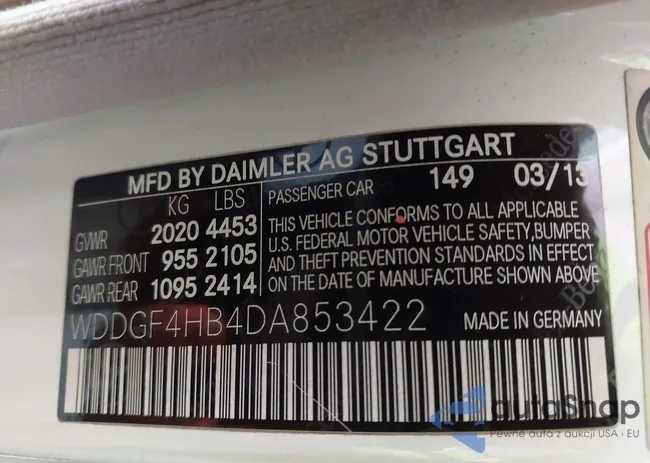 MFD BY DAIMLER AG STUTTGART
KG LBS PASSENGER CAR 149 03/13
GVWR 2020 4453
GAWR FRONT 955 2105
GAWR REAR 1095 2414
THIS VEHICLE CONFORMS TO ALL APPLICABLE
U.S. FEDERAL MOTOR VEHICLE SAFETY,BUMPER
AND THEFT PREVENTION STANDARDS IN EFFECT
ON THE DATE OF MANUFACTURE SHOWN ABOVE
WDDGF4HB4DA853422 MADE IN GERMANY
autoSnap
Pewne auta z aukcji USA i EU